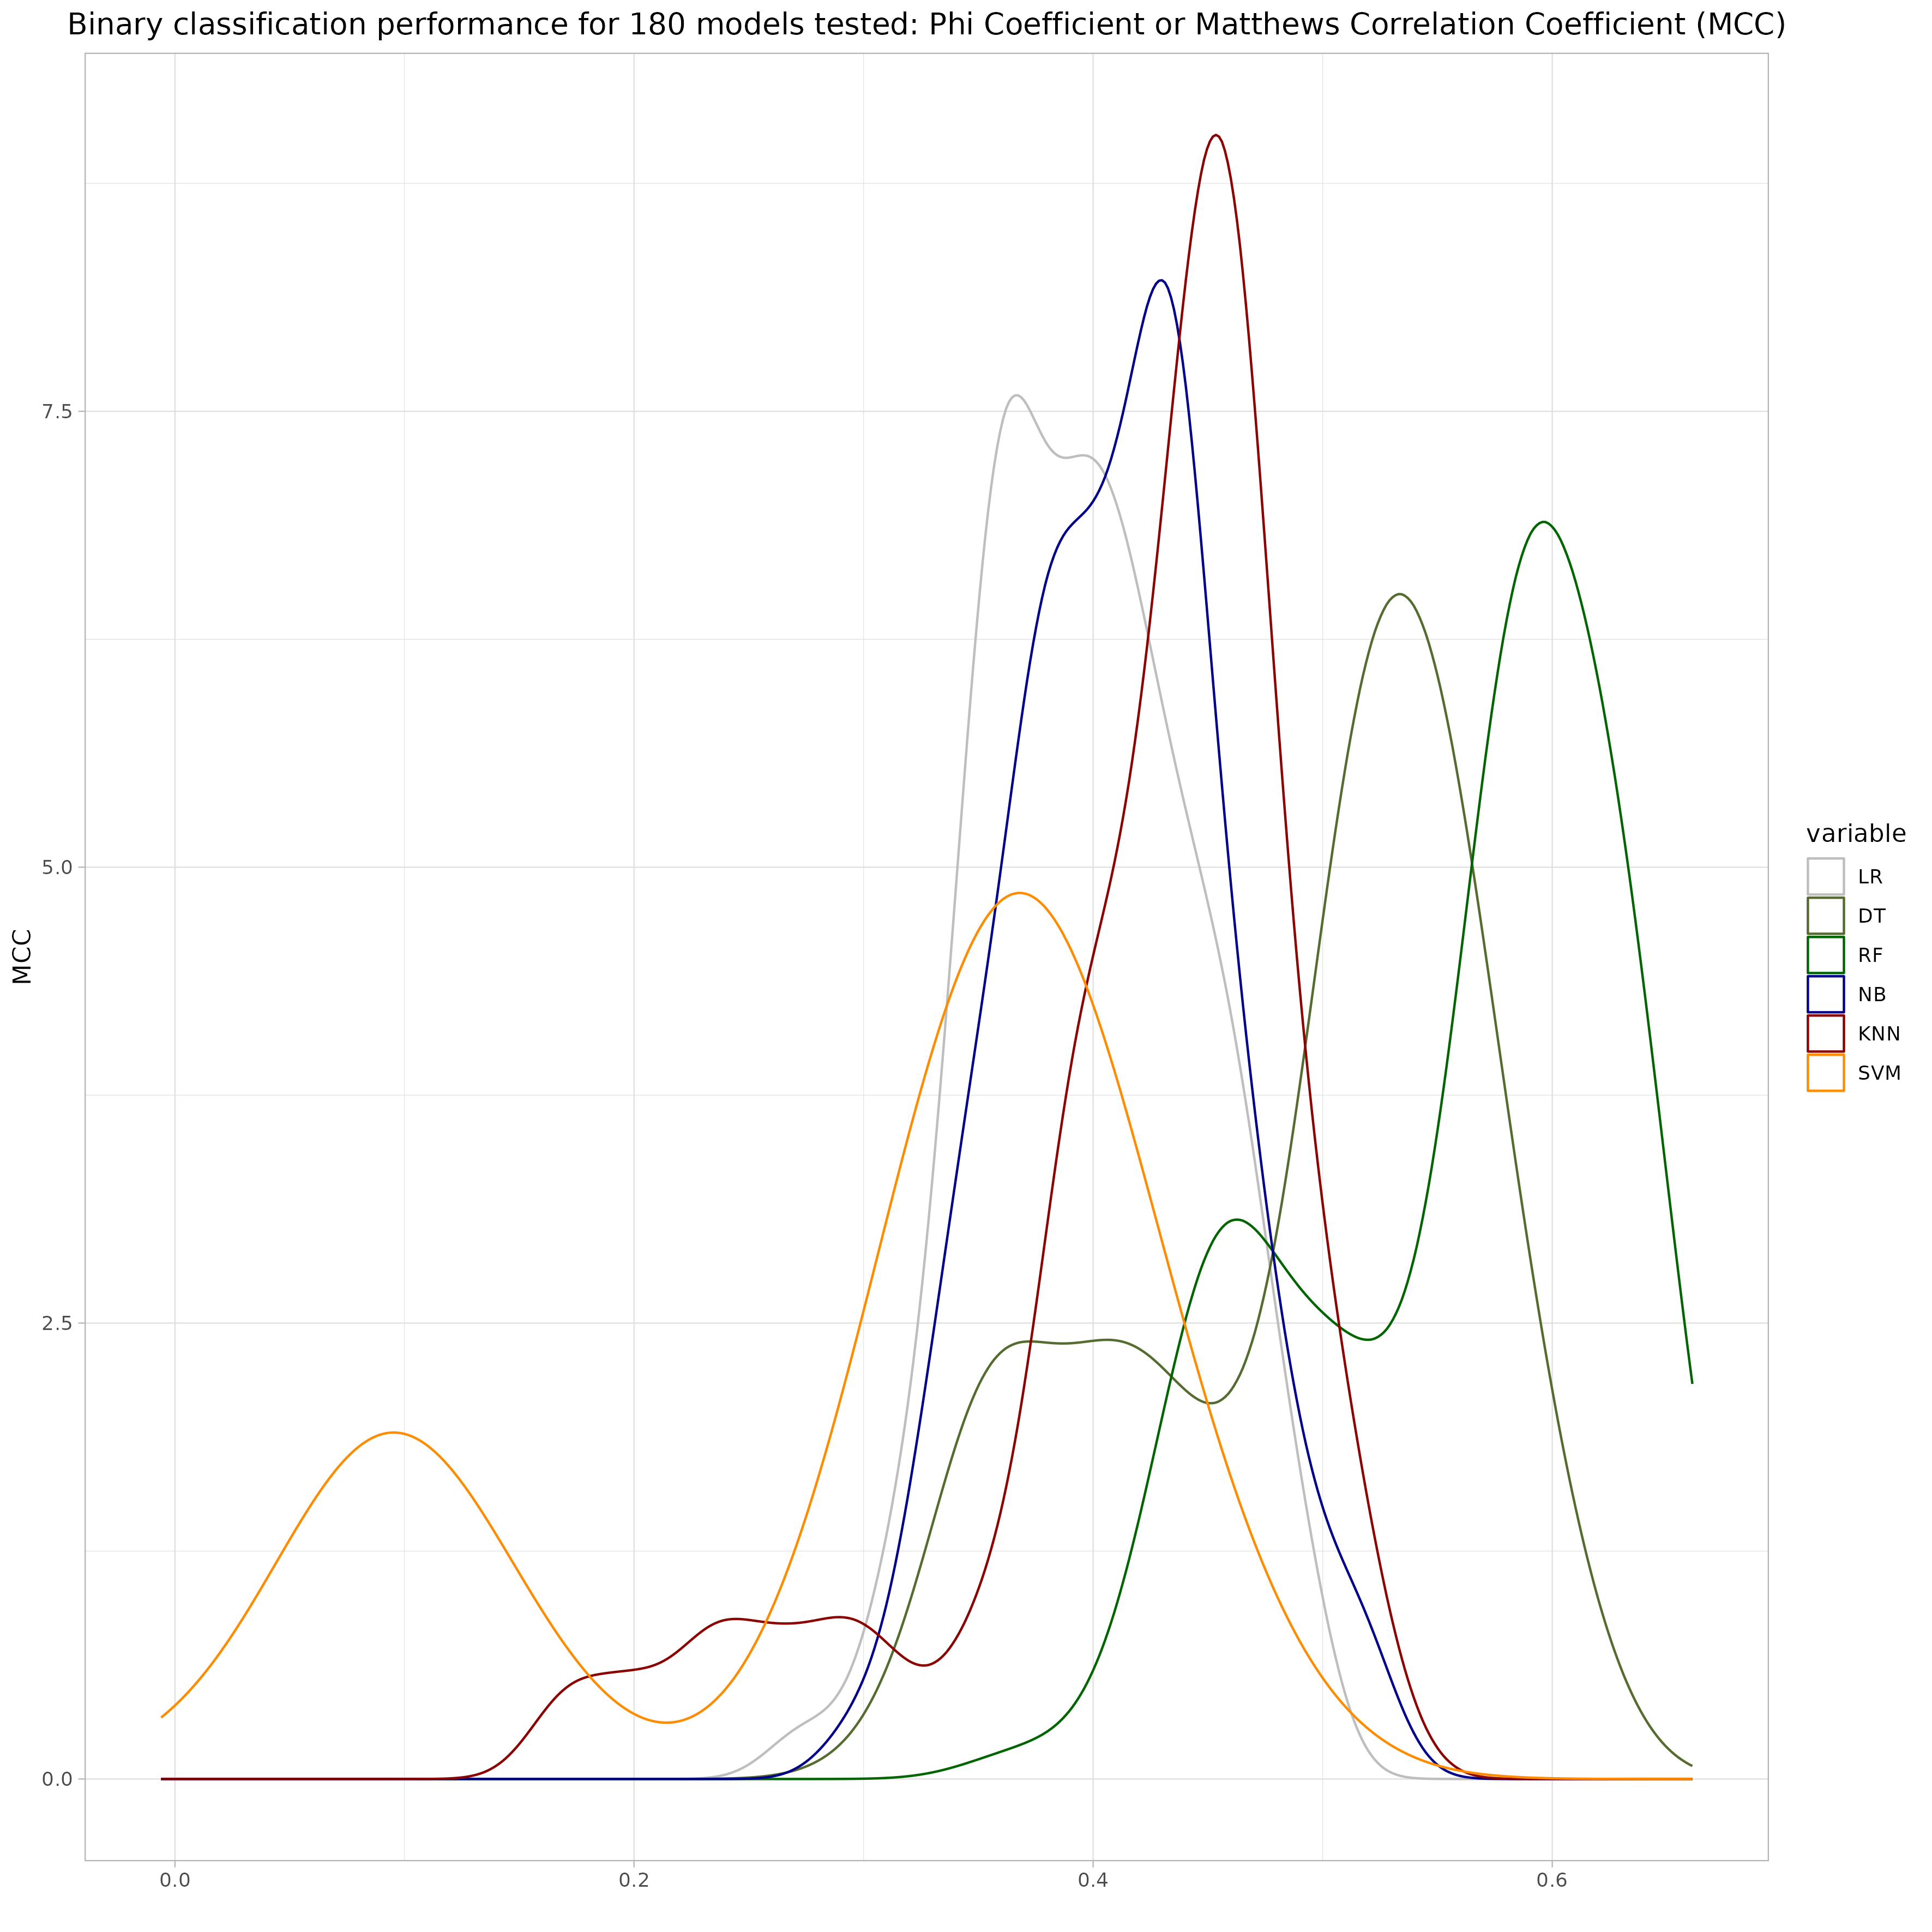 Binary classification performance for 180 models tested: Phi Coefficient or Matthews Correlation Coefficient (MCC)
MCC
7.5
5.0
2.5
0.0
0.0 0.2 0.4 0.6
variable
LR
DT
RF
NB
KNN
SVM